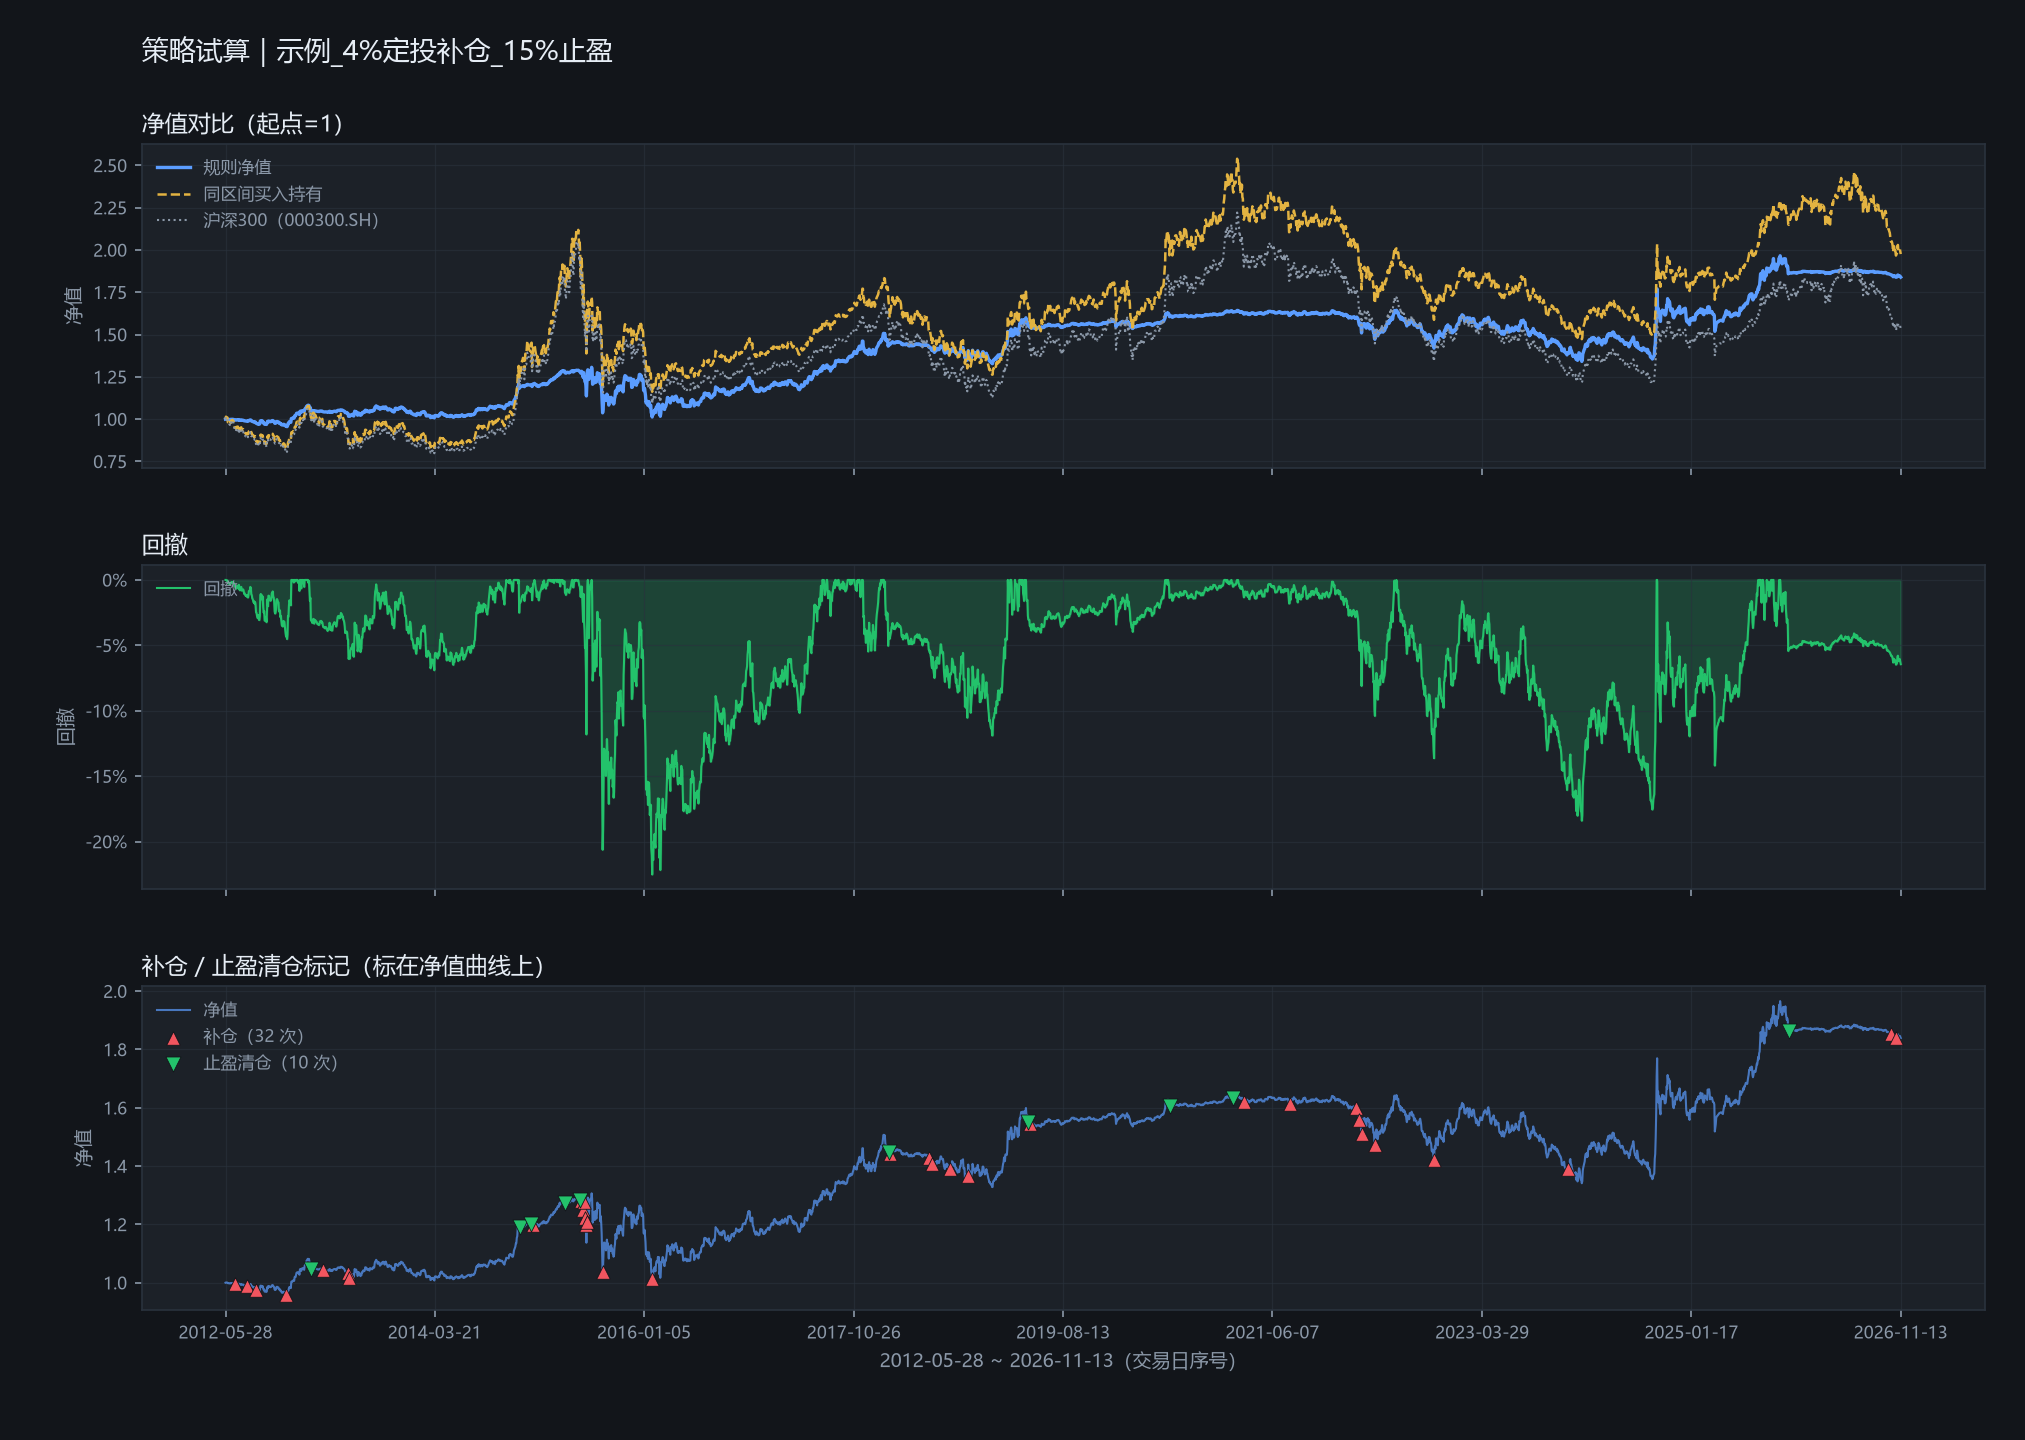 策略试算 | 示例_4%定投补仓_15%止盈
净值对比（起点=1）
规则净值
同区间买入持有
沪深300（000300.SH）
2.50
2.25
2.00
1.75
1.50
1.25
1.00
0.75
净值
回撤
回撤
0%
-5%
-10%
-15%
-20%
回撤
补仓 / 止盈清仓标记（标在净值曲线上）
净值
补仓（32 次）
止盈清仓（10 次）
2.0
1.8
1.6
1.4
1.2
1.0
净值
2012-05-28
2014-03-21
2016-01-05
2017-10-26
2019-08-13
2021-06-07
2023-03-29
2025-01-17
2026-11-13
2012-05-28 ~ 2026-11-13（交易日序号）